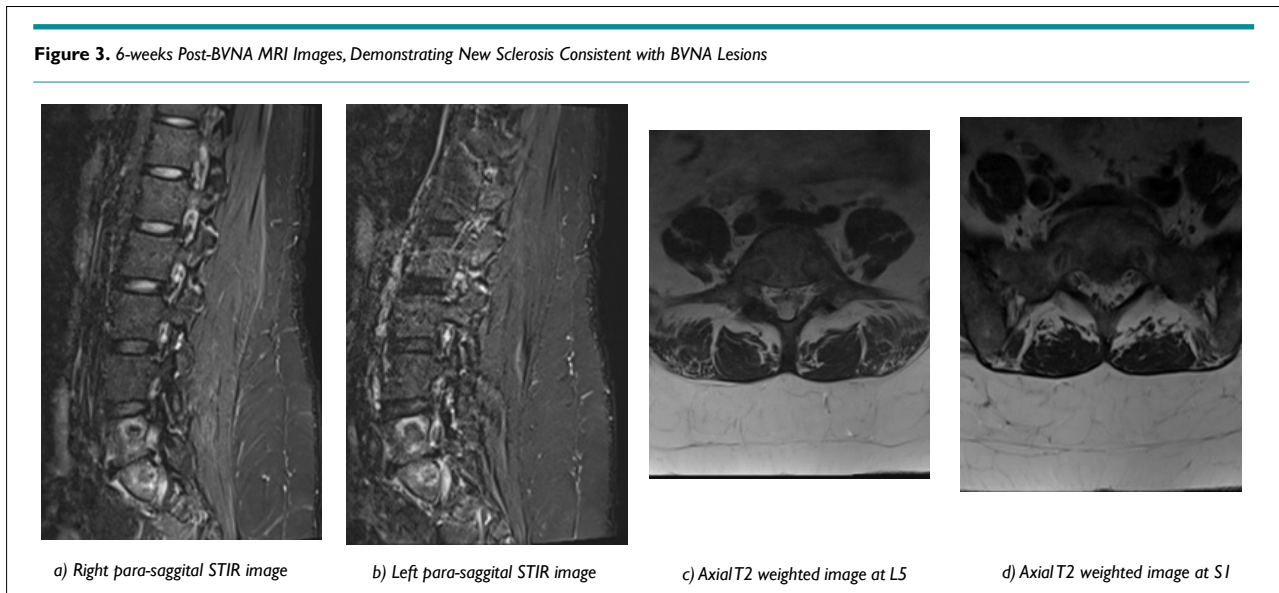 Figure 3. 6-weeks Post-BVNA MRI Images, Demonstrating New Sclerosis Consistent with BVNA Lesions
a) Right para-saggital STIR image
b) Left para-saggital STIR image
c) Axial T2 weighted image at L5
d) Axial T2 weighted image at S1